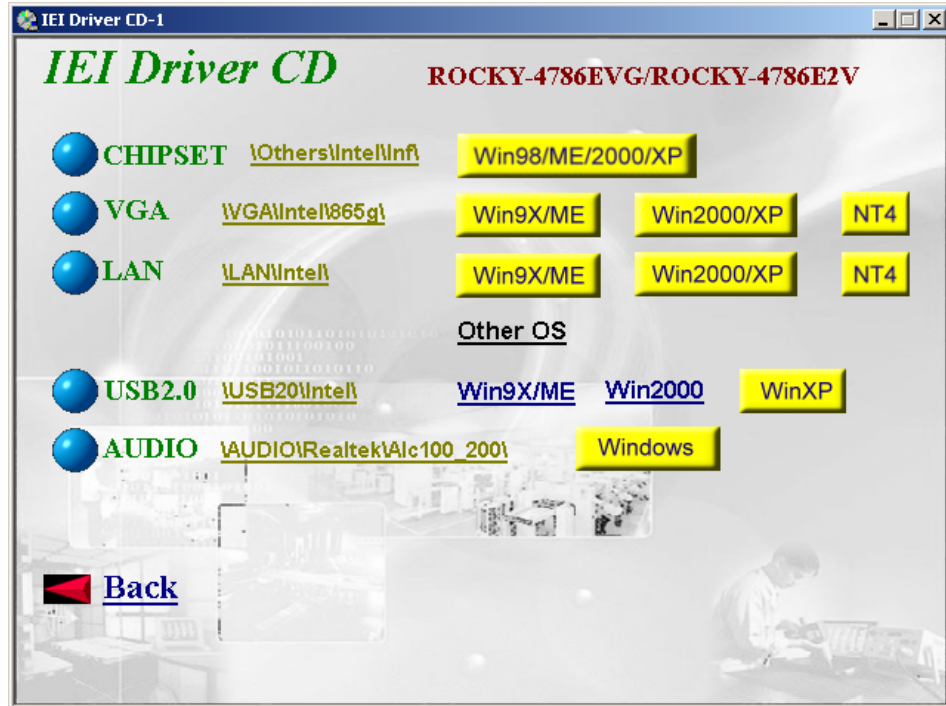 IEI Driver CD-1
IEI Driver CD ROCKY-4786EVG/ROCKY-4786E2V
CHIPSET \Others\Intel\Inf\ Win98/ME/2000/XP
VGA \VGA\Intel\865g\ Win9X/ME Win2000/XP NT4
LAN \LAN\Intel\ Win9X/ME Win2000/XP NT4
Other OS
USB2.0 \USB20\Intel\ Win9X/ME Win2000 WinXP
AUDIO \AUDIO\Realtek\Alc100_200\ Windows
Back